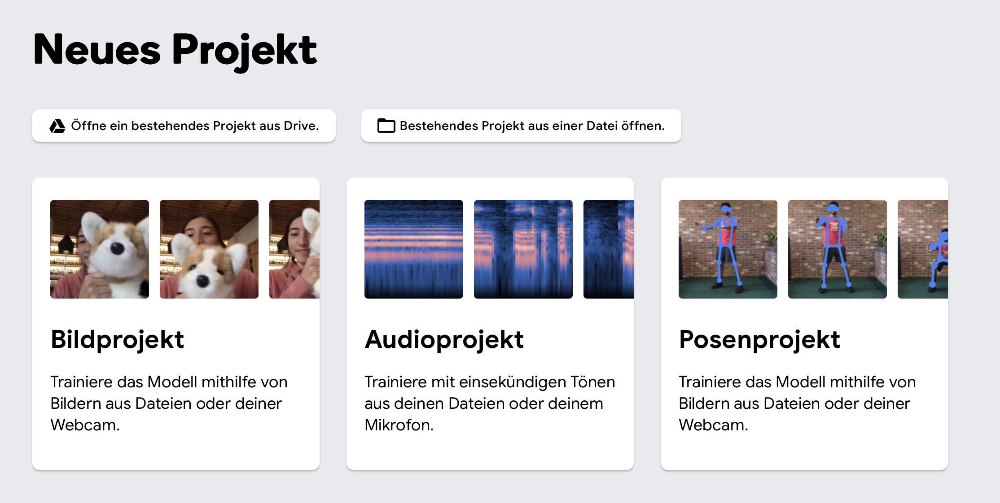 Neues Projekt
Öffne ein bestehendes Projekt aus Drive.
Bestehendes Projekt aus einer Datei öffnen.
Bildprojekt
Trainiere das Modell mithilfe von
Bildern aus Dateien oder deiner
Webcam.
Audioprojekt
Trainiere mit einsekündigen Tönen
aus deinen Dateien oder deinem
Mikrofon.
Posenprojekt
Trainiere das Modell mithilfe von
Bildern aus Dateien oder deiner
Webcam.